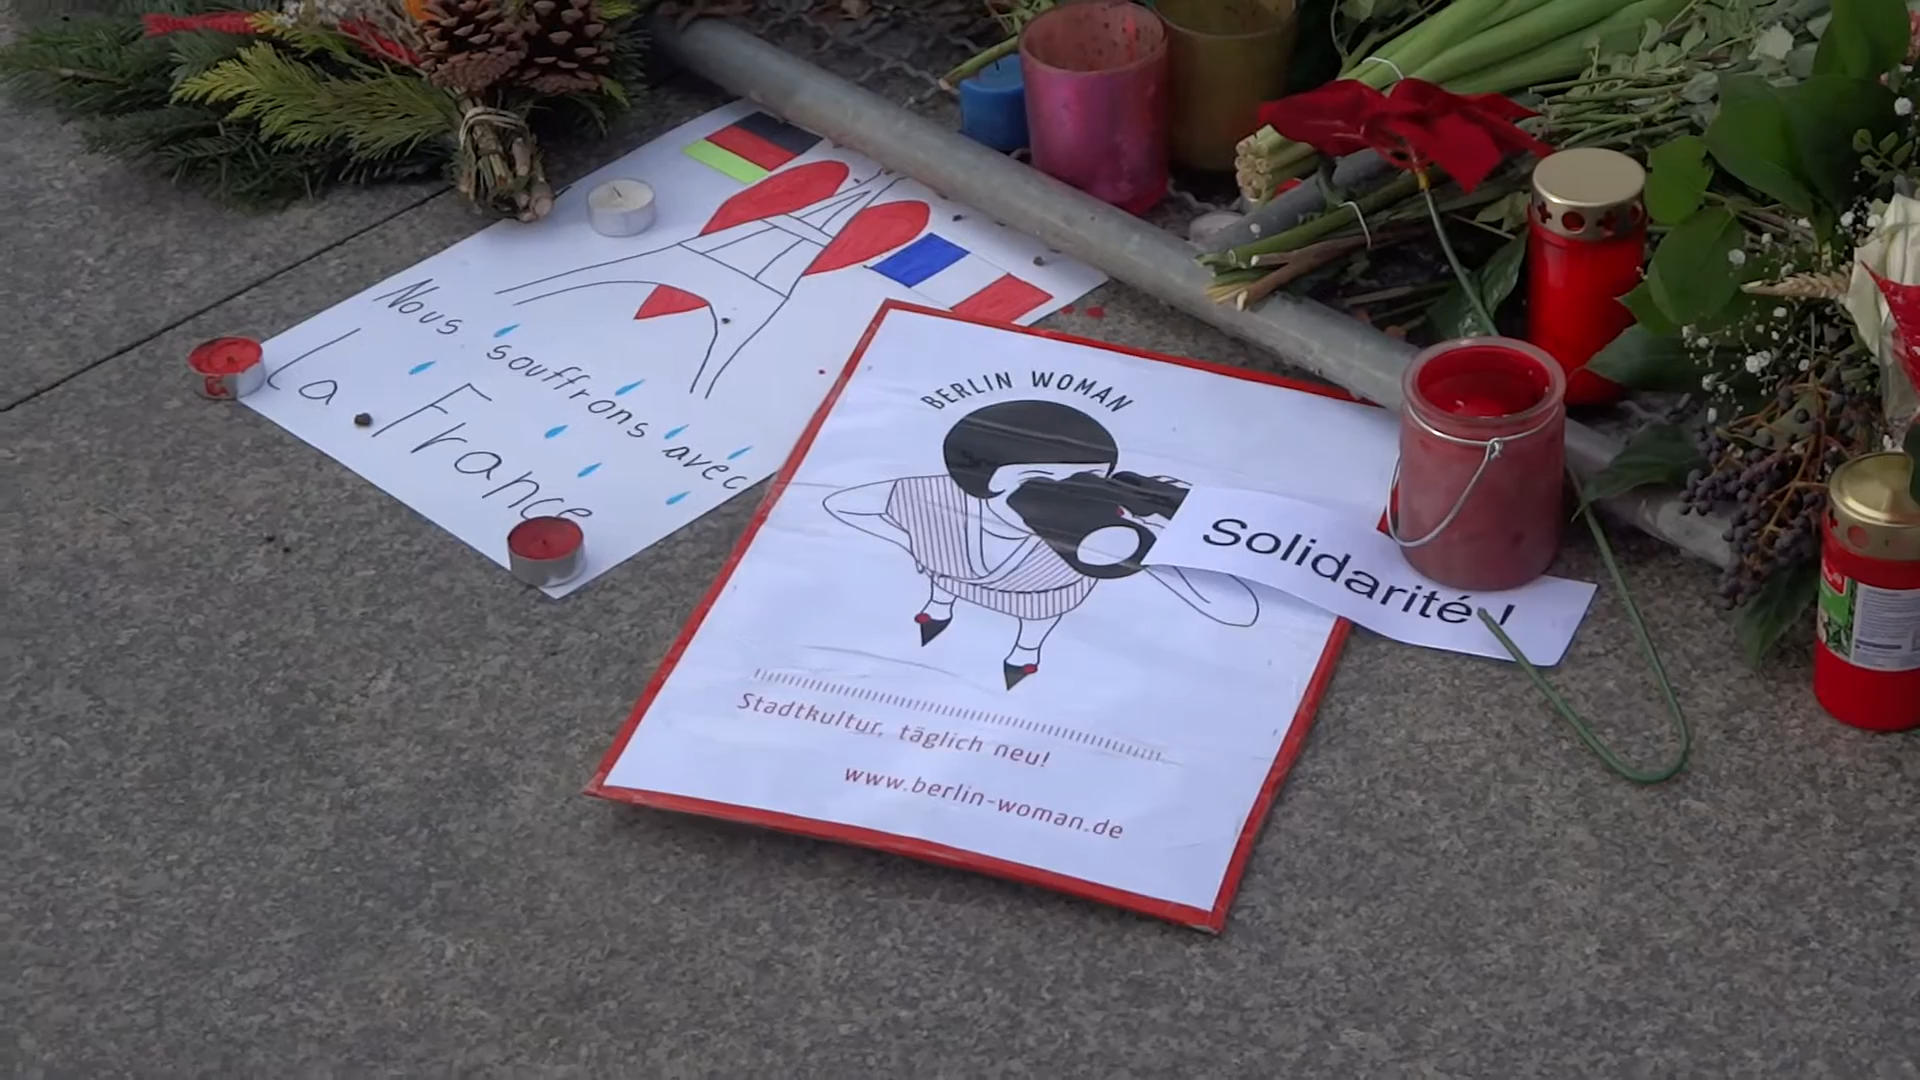 Nous souffrons avec
la France
BERLIN WOMAN
Solidarité !
Stadtkultur, täglich neu!
www.berlin-woman.de